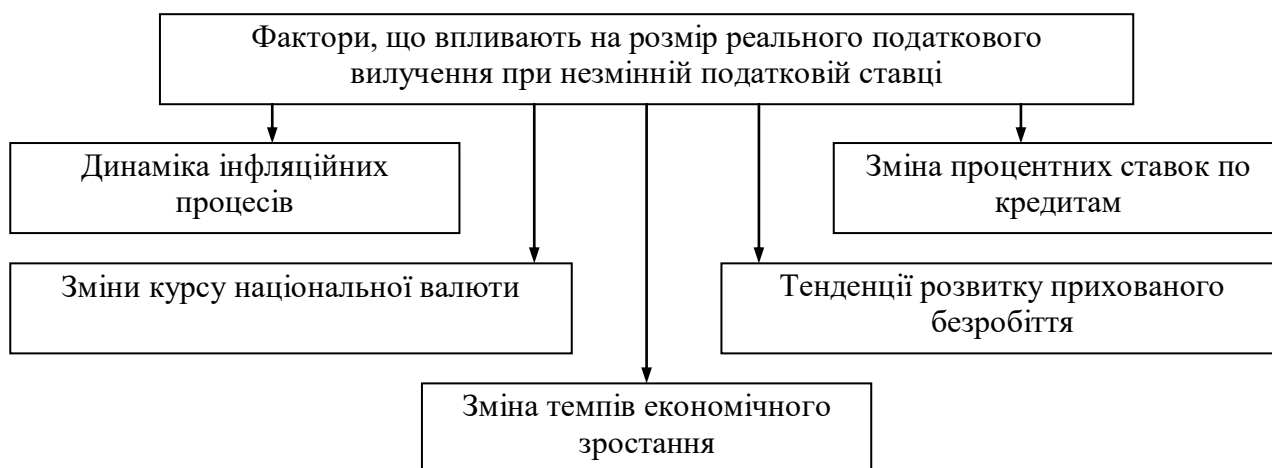 Фактори, що впливають на розмір реального податкового
вилучення при незмінній податковій ставці
Динаміка інфляційних
процесів
Зміна процентних ставок по
кредитам
Зміни курсу національної валюти
Тенденції розвитку прихованого
безробіття
Зміна темпів економічного
зростання